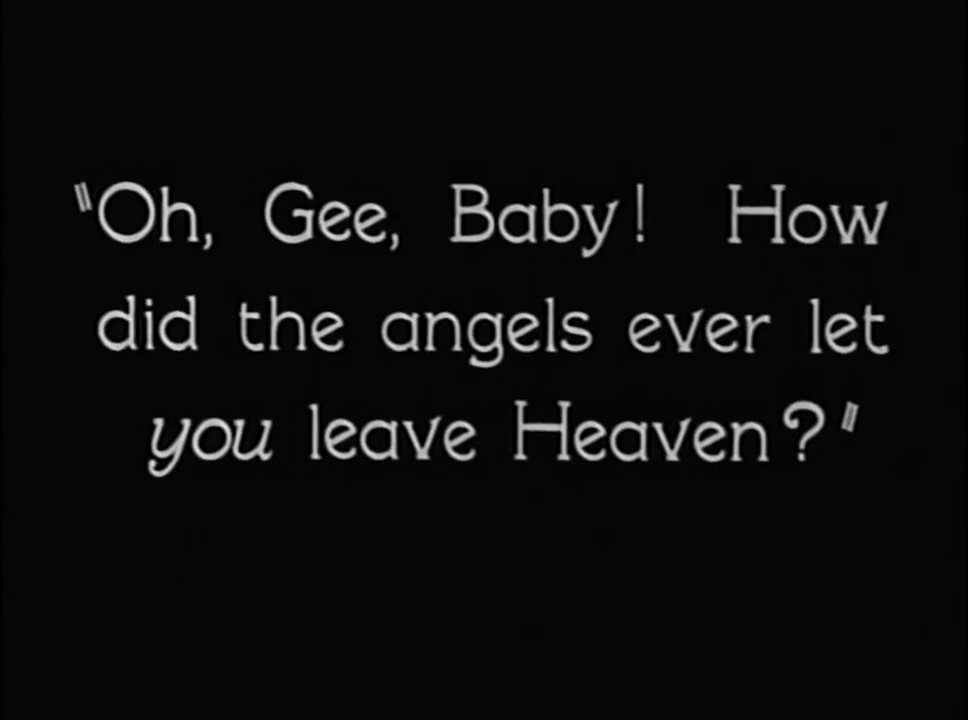 "Oh, Gee, Baby! How
did the angels ever let
you leave Heaven?"